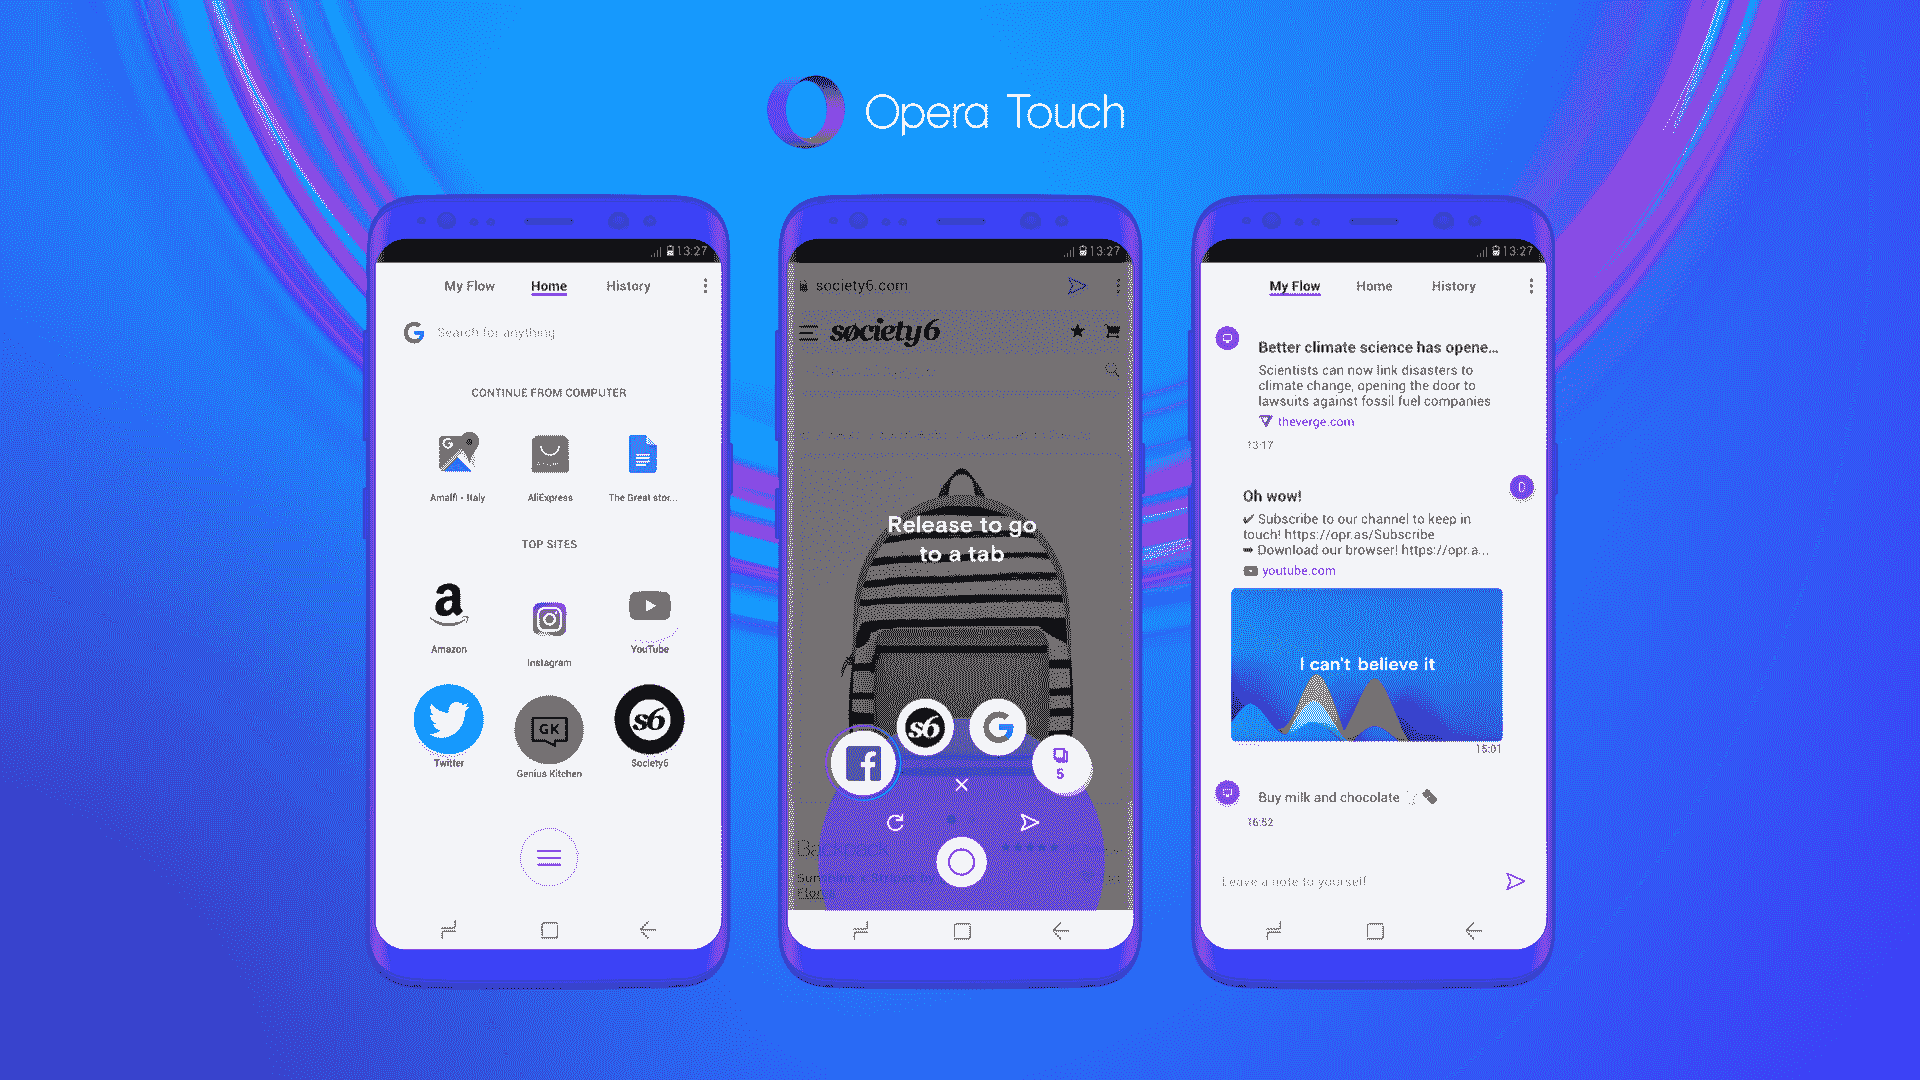 Opera Touch
13:27
My Flow Home History
Search for anything
CONTINUE FROM COMPUTER
Amalfi - Italy AliExpress The Great stor...
TOP SITES
Amazon Instagram YouTube
GK s6
Twitter Genius Kitchen Society6
13:27
society6.com
society6
Release to go
to a tab
s6
5
Backpack
13:27
My Flow Home History
Better climate science has opene...
Scientists can now link disasters to
climate change, opening the door to
lawsuits against fossil fuel companies
theverge.com
13:17
Oh wow!
✔ Subscribe to our channel to keep in
touch! https://opr.as/Subscribe
➡ Download our browser! https://opr.a...
youtube.com
I can't believe it
15:01
Buy milk and chocolate
16:52
Leave a note to yourself